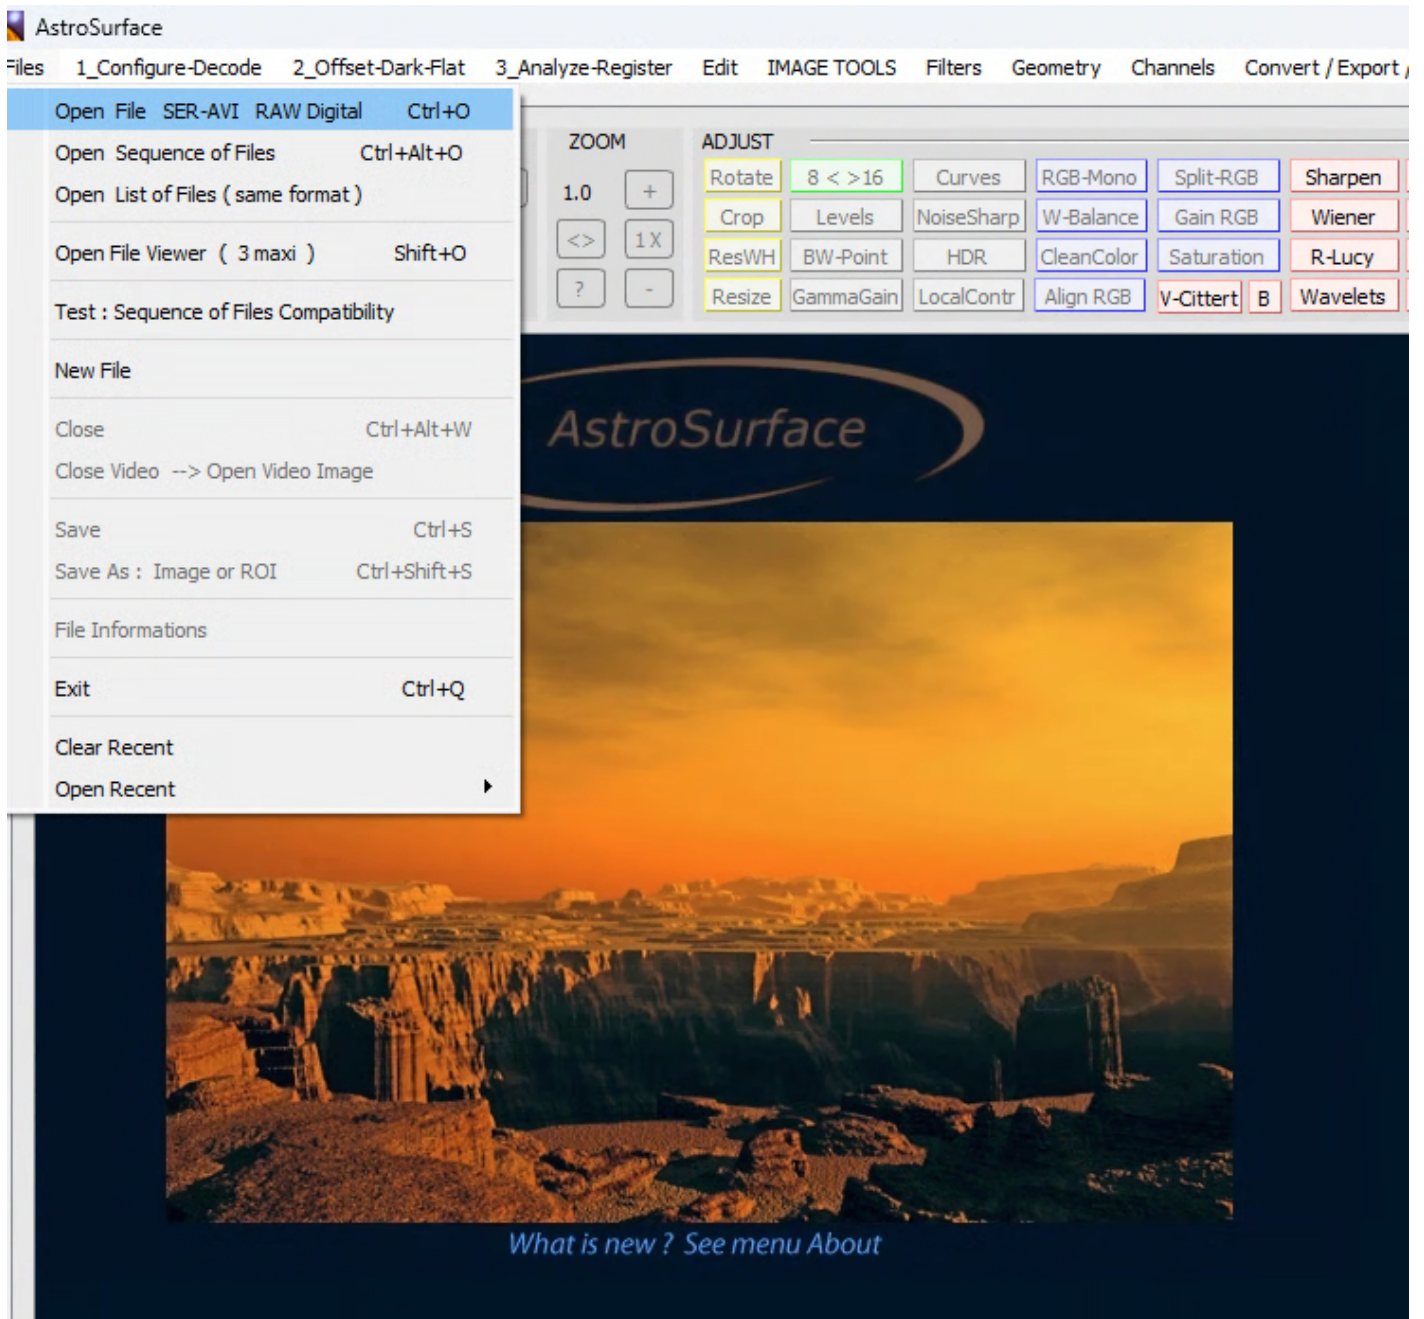 AstroSurface
Files 1_Configure-Decode 2_Offset-Dark-Flat 3_Analyze-Register Edit IMAGE TOOLS Filters Geometry Channels Convert / Export /
Open File SER-AVI RAW Digital Ctrl+O
Open Sequence of Files Ctrl+Alt+O
Open List of Files ( same format )
Open File Viewer ( 3 maxi ) Shift+O
Test : Sequence of Files Compatibility
New File
Close Ctrl+Alt+W
Close Video --> Open Video Image
Save Ctrl+S
Save As : Image or ROI Ctrl+Shift+S
File Informations
Exit Ctrl+Q
Clear Recent
Open Recent
ZOOM
1.0 +
<> 1 X
? -
ADJUST
Rotate 8 < >16 Curves RGB-Mono Split-RGB Sharpen
Crop Levels NoiseSharp W-Balance Gain RGB Wiener
ResWH BW-Point HDR CleanColor Saturation R-Lucy
Resize GammaGain LocalContr Align RGB V-Cittert B Wavelets
AstroSurface
What is new ? See menu About